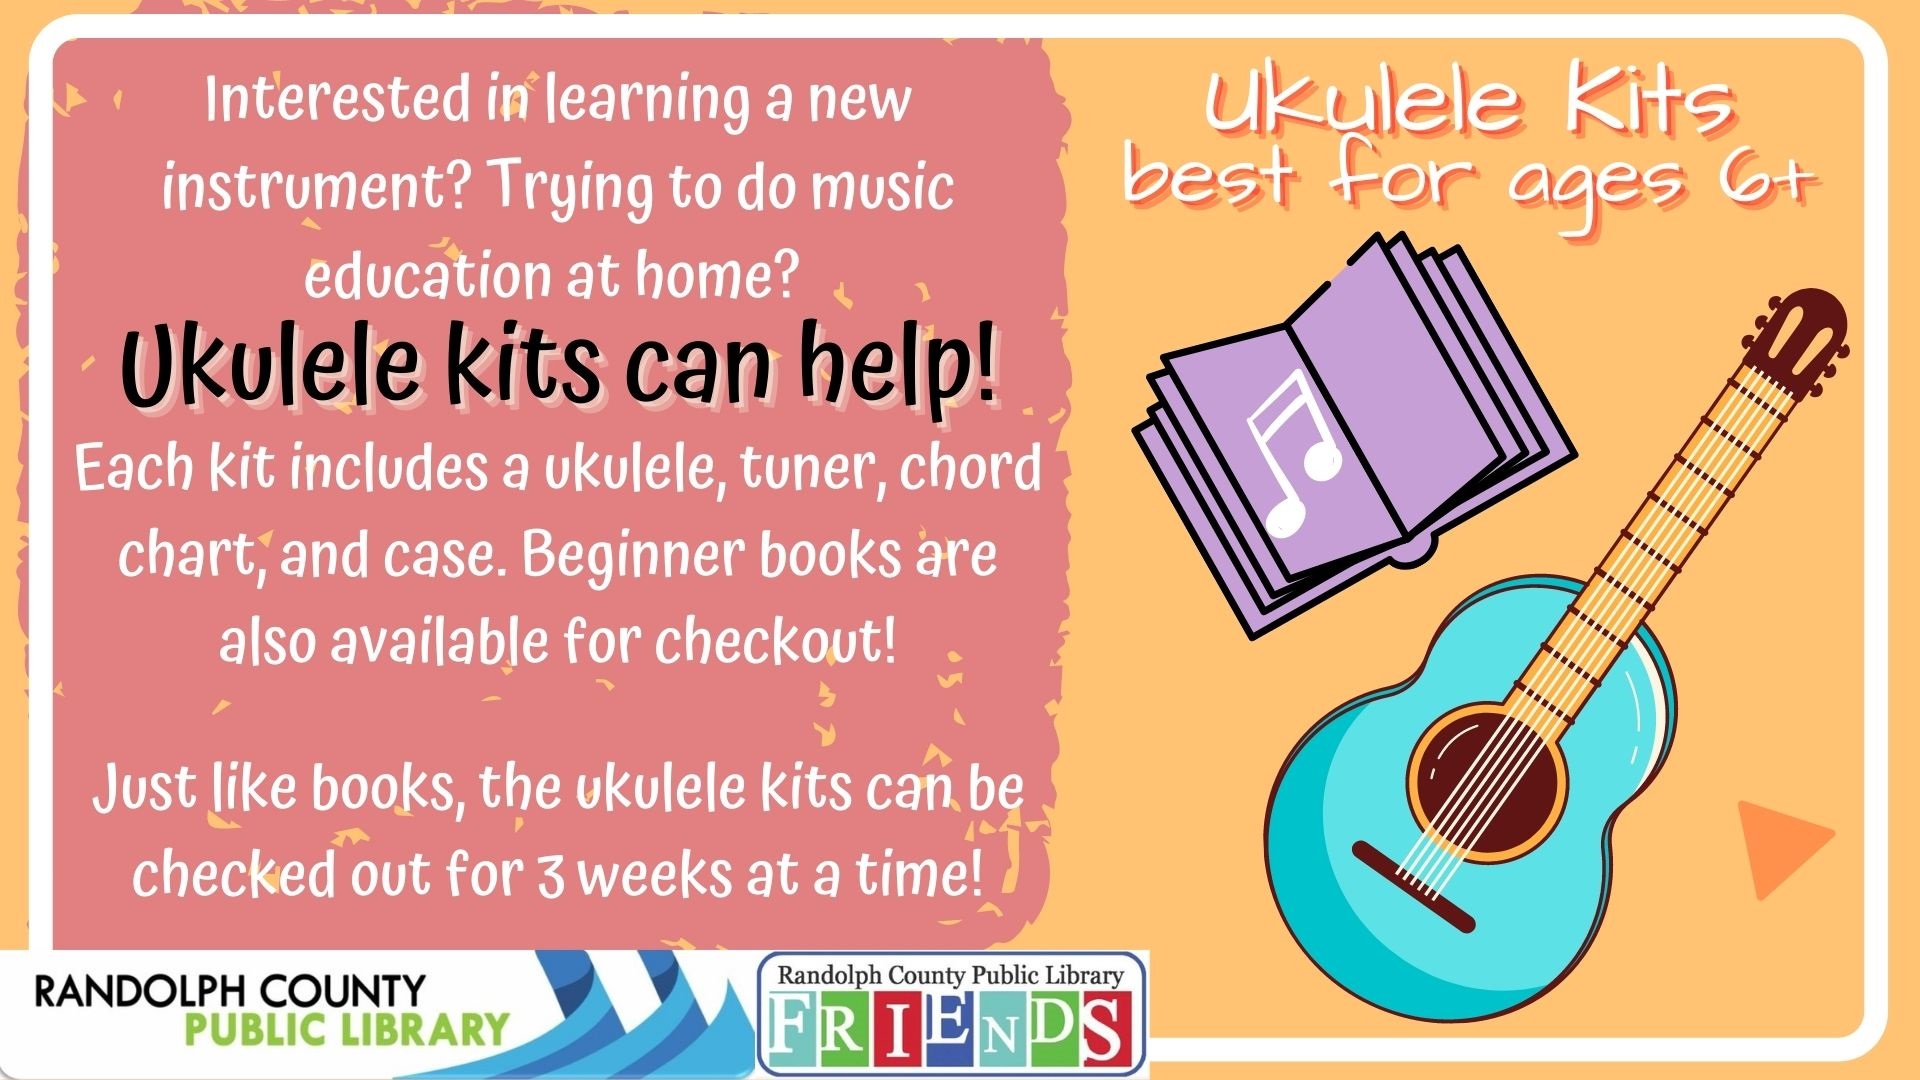 Interested in learning a new
instrument? Trying to do music
education at home?
Ukulele kits can help!
Each kit includes a ukulele, tuner, chord
chart, and case. Beginner books are
also available for checkout!
Just like books, the ukulele kits can be
checked out for 3 weeks at a time!
Ukulele Kits
best for ages 6+
RANDOLPH COUNTY
PUBLIC LIBRARY
Randolph County Public Library
FRIENDS